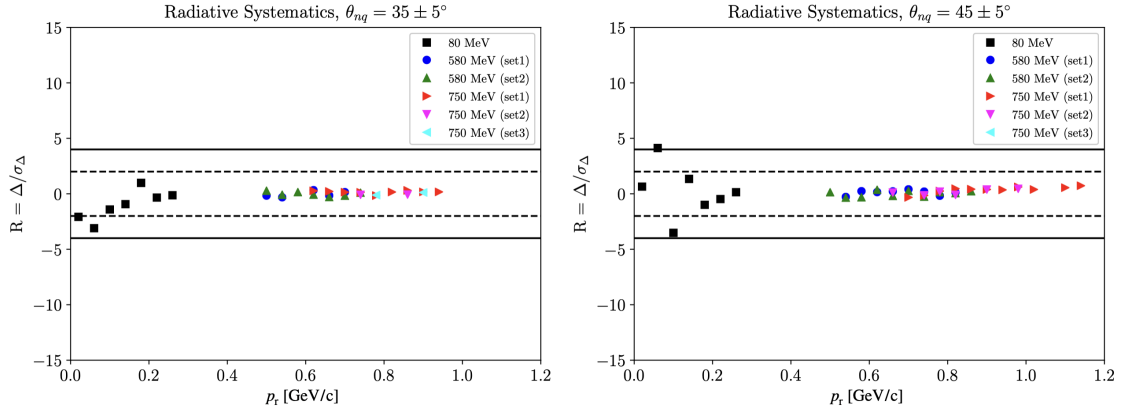 Radiative Systematics, θnq = 35 ± 5°
R = Δ/σΔ
15
10
5
0
−5
−10
−15
80 MeV
580 MeV (set1)
580 MeV (set2)
750 MeV (set1)
750 MeV (set2)
750 MeV (set3)
0.0 0.2 0.4 0.6 0.8 1.0 1.2
pr [GeV/c]
Radiative Systematics, θnq = 45 ± 5°
R = Δ/σΔ
15
10
5
0
−5
−10
−15
80 MeV
580 MeV (set1)
580 MeV (set2)
750 MeV (set1)
750 MeV (set2)
750 MeV (set3)
0.0 0.2 0.4 0.6 0.8 1.0 1.2
pr [GeV/c]